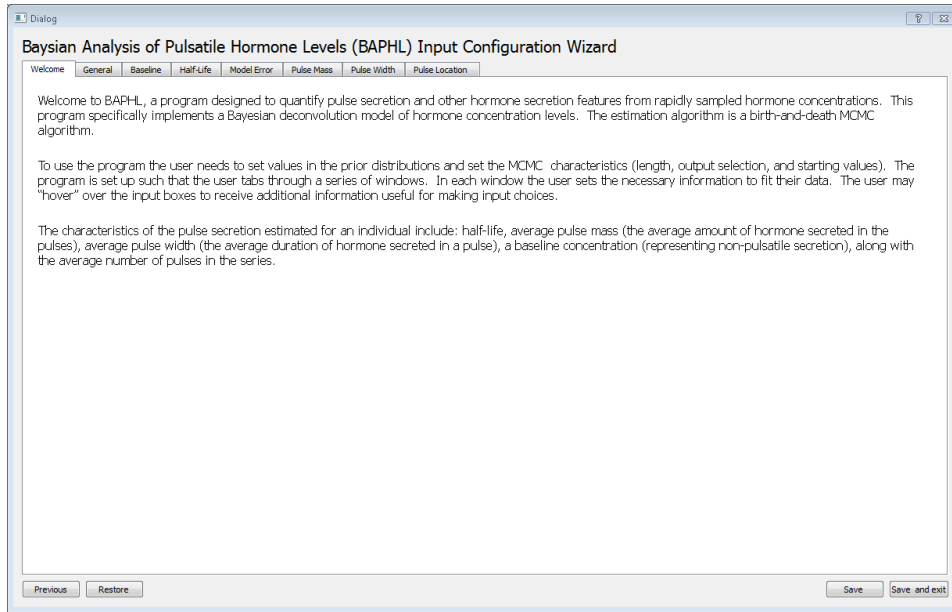 Dialog
Baysian Analysis of Pulsatile Hormone Levels (BAPHL) Input Configuration Wizard
Welcome General Baseline Half-Life Model Error Pulse Mass Pulse Width Pulse Location
Welcome to BAPHL, a program designed to quantify pulse secretion and other hormone secretion features from rapidly sampled hormone concentrations. This
program specifically implements a Bayesian deconvolution model of hormone concentration levels. The estimation algorithm is a birth-and-death MCMC
algorithm.
To use the program the user needs to set values in the prior distributions and set the MCMC characteristics (length, output selection, and starting values). The
program is set up such that the user tabs through a series of windows. In each window the user sets the necessary information to fit their data. The user may
"hover" over the input boxes to receive additional information useful for making input choices.
The characteristics of the pulse secretion estimated for an individual include: half-life, average pulse mass (the average amount of hormone secreted in the
pulses), average pulse width (the average duration of hormone secreted in a pulse), a baseline concentration (representing non-pulsatile secretion), along with
the average number of pulses in the series.
Previous Restore Save Save and exit